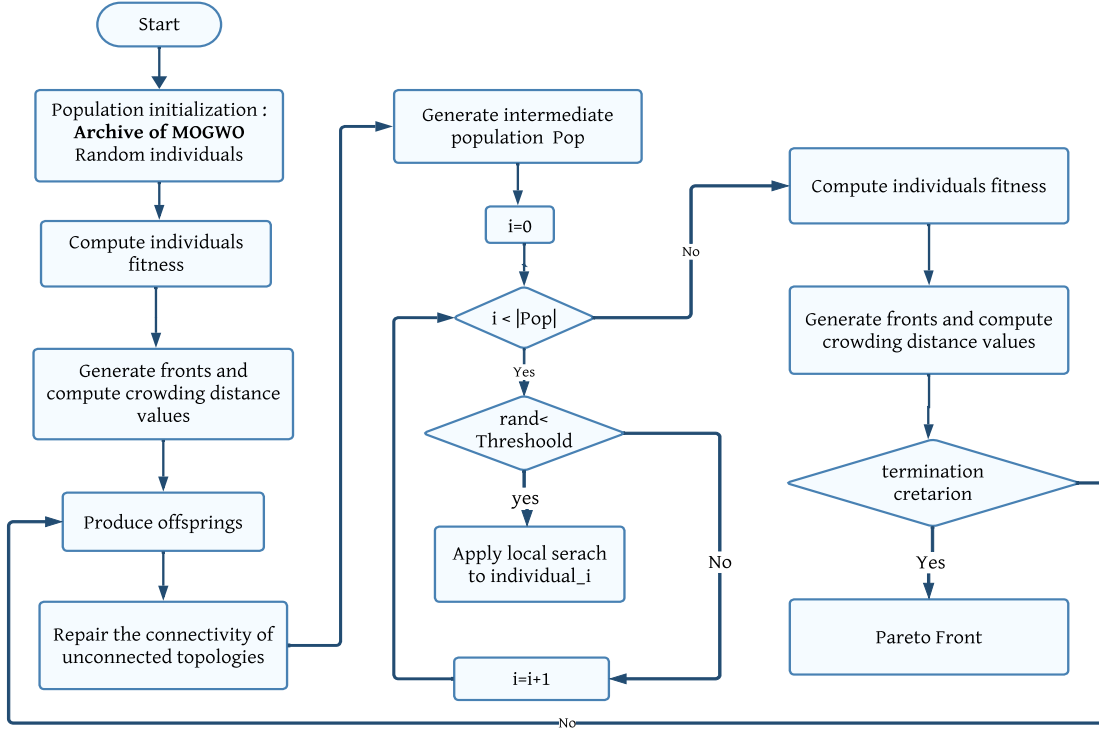 Start
Population initialization :
Archive of MOGWO
Random individuals
Compute individuals
fitness
Generate fronts and
compute crowding distance
values
Produce offsprings
Repair the connectivity of
unconnected topologies
Generate intermediate
population Pop
i=0
i < |Pop|
Yes
No
rand<
Threshoold
yes
No
Apply local serach
to individual_i
i=i+1
Compute individuals fitness
Generate fronts and compute
crowding distance values
termination
cretarion
Yes
Pareto Front
No